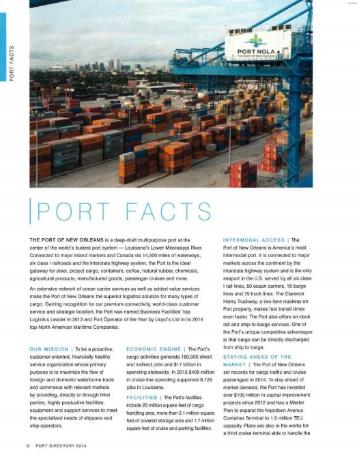 PORT FACTS
PORT NOLA
PORT FACTS
THE PORT OF NEW ORLEANS is a deep-draft multipurpose port at the
center of the world's busiest port system — Louisiana's Lower Mississippi River.
Connected to major inland markets and Canada via 14,500 miles of waterways,
six class I railroads and the interstate highway system, the Port is the ideal
gateway for steel, project cargo, containers, coffee, natural rubber, chemicals,
agricultural products, manufactured goods, passenger cruises and more.
An extensive network of ocean carrier services as well as added value services
make the Port of New Orleans the superior logistics solution for many types of
cargo. Gaining recognition for our premium connectivity, world-class customer
service and strategic location, the Port was named Business Facilities' top
Logistics Leader in 2013 and Port Operator of the Year by Lloyd's List in its 2014
top North American Maritime Companies.
OUR MISSION | To be a proactive,
customer-oriented, financially healthy
service organization whose primary
purpose is to maximize the flow of
foreign and domestic waterborne trade
and commerce with relevant markets
by providing, directly or through third
parties, highly productive facilities,
equipment and support services to meet
the specialized needs of shippers and
ship operators.
ECONOMIC ENGINE | The Port's
cargo activities generate 160,000 direct
and indirect jobs and $17 billion in
spending statewide. In 2012 $400 million
in cruise line spending supported 8,129
jobs in Louisiana.
FACILITIES | The Port's facilities
include 20 million square feet of cargo
handling area, more than 3.1 million square
feet of covered storage area and 1.7 million
square feet of cruise and parking facilities.
INTERMODAL ACCESS | The
Port of New Orleans is America's most
intermodal port. It is connected to major
markets across the continent by the
interstate highway system and is the only
seaport in the U.S. served by all six class
I rail lines, 50 ocean carriers, 16 barge
lines and 75 truck lines. The Clarence
Henry Truckway, a two-lane roadway on
Port property, makes fast transit times
even faster. The Port also offers on-dock
rail and ship-to-barge services. One of
the Port's unique competitive advantages
is that cargo can be directly discharged
from ship to barge.
STAYING AHEAD OF THE
MARKET | The Port of New Orleans
set records for cargo traffic and cruise
passengers in 2014. To stay ahead of
market demand, the Port has invested
over $100 million in capital improvement
projects since 2012 and has a Master
Plan to expand the Napoleon Avenue
Container Terminal to 1.5 million TEU
capacity. Plans are also in the works for
a third cruise terminal able to handle the
PORT DIRECTORY 2015